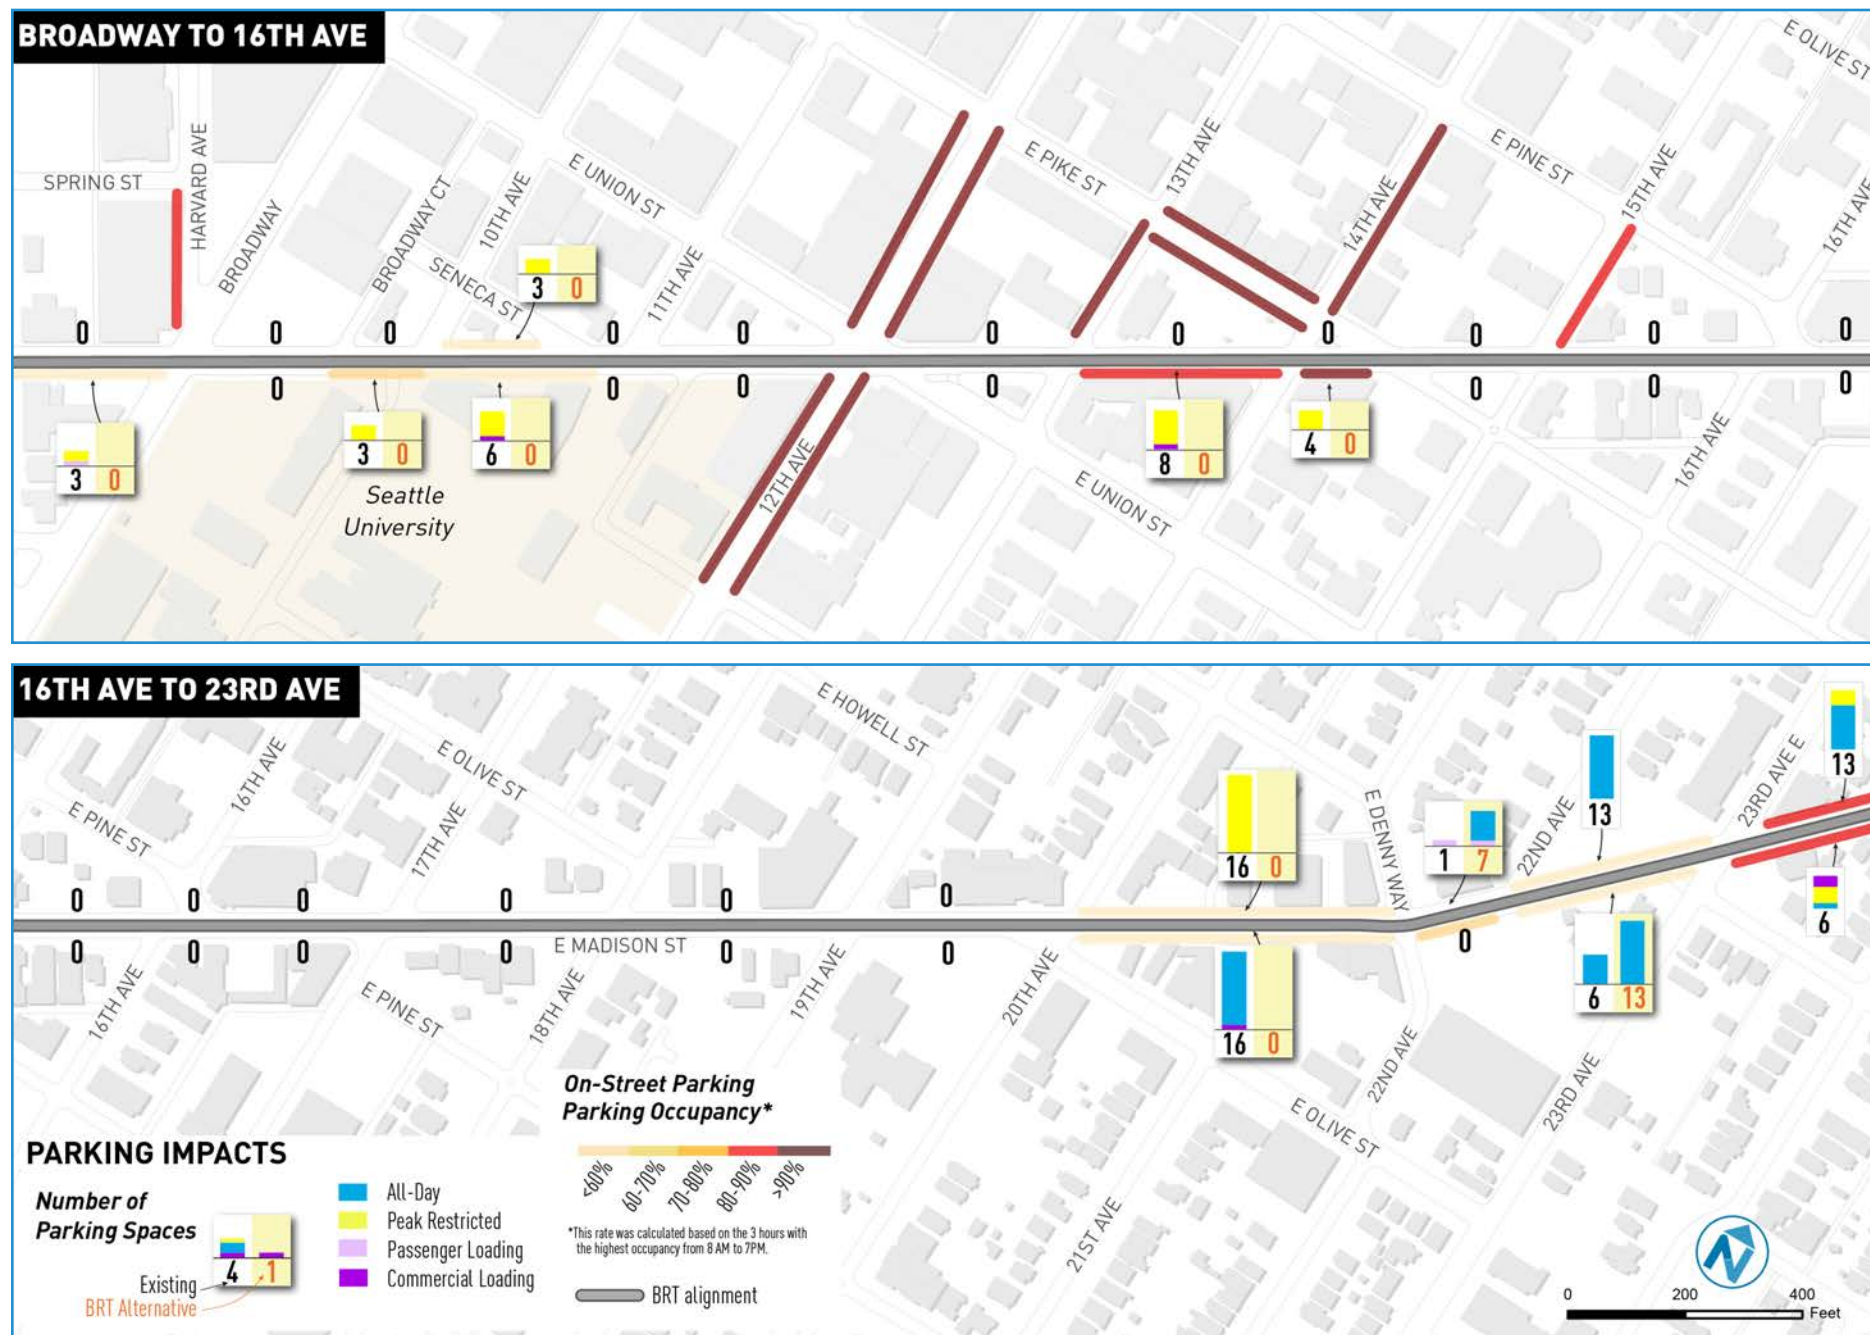 BROADWAY TO 16TH AVE
E OLIVE ST
SPRING ST
HARVARD AVE
BROADWAY
BROADWAY CT
10TH AVE
E UNION ST
SENECA ST
11TH AVE
E PIKE ST
13TH AVE
14TH AVE
E PINE ST
15TH AVE
16TH AVE
3 0
0 0 0 0 0 0 0 0 0 0 0
0 0 0 0 0 0 0
3 0
3 0
6 0
8 0
4 0
Seattle
University
12TH AVE
E UNION ST
16TH AVE
16TH AVE TO 23RD AVE
E PINE ST
16TH AVE
E OLIVE ST
17TH AVE
E HOWELL ST
E DENNY WAY
22ND AVE
23RD AVE E
13
13
16 0
1 7
6
0 0 0 0 0 0
0 0 0 0 0 0 0
E MADISON ST
16TH AVE
E PINE ST
18TH AVE
19TH AVE
20TH AVE
16 0
6 13
22ND AVE
23RD AVE
E OLIVE ST
21ST AVE
On-Street Parking
Parking Occupancy*
<60% 60-70% 70-80% 80-90% >90%
*This rate was calculated based on the 3 hours with
the highest occupancy from 8 AM to 7PM.
BRT alignment
PARKING IMPACTS
Number of
Parking Spaces
4 1
Existing
BRT Alternative
All-Day
Peak Restricted
Passenger Loading
Commercial Loading
0 200 400
Feet